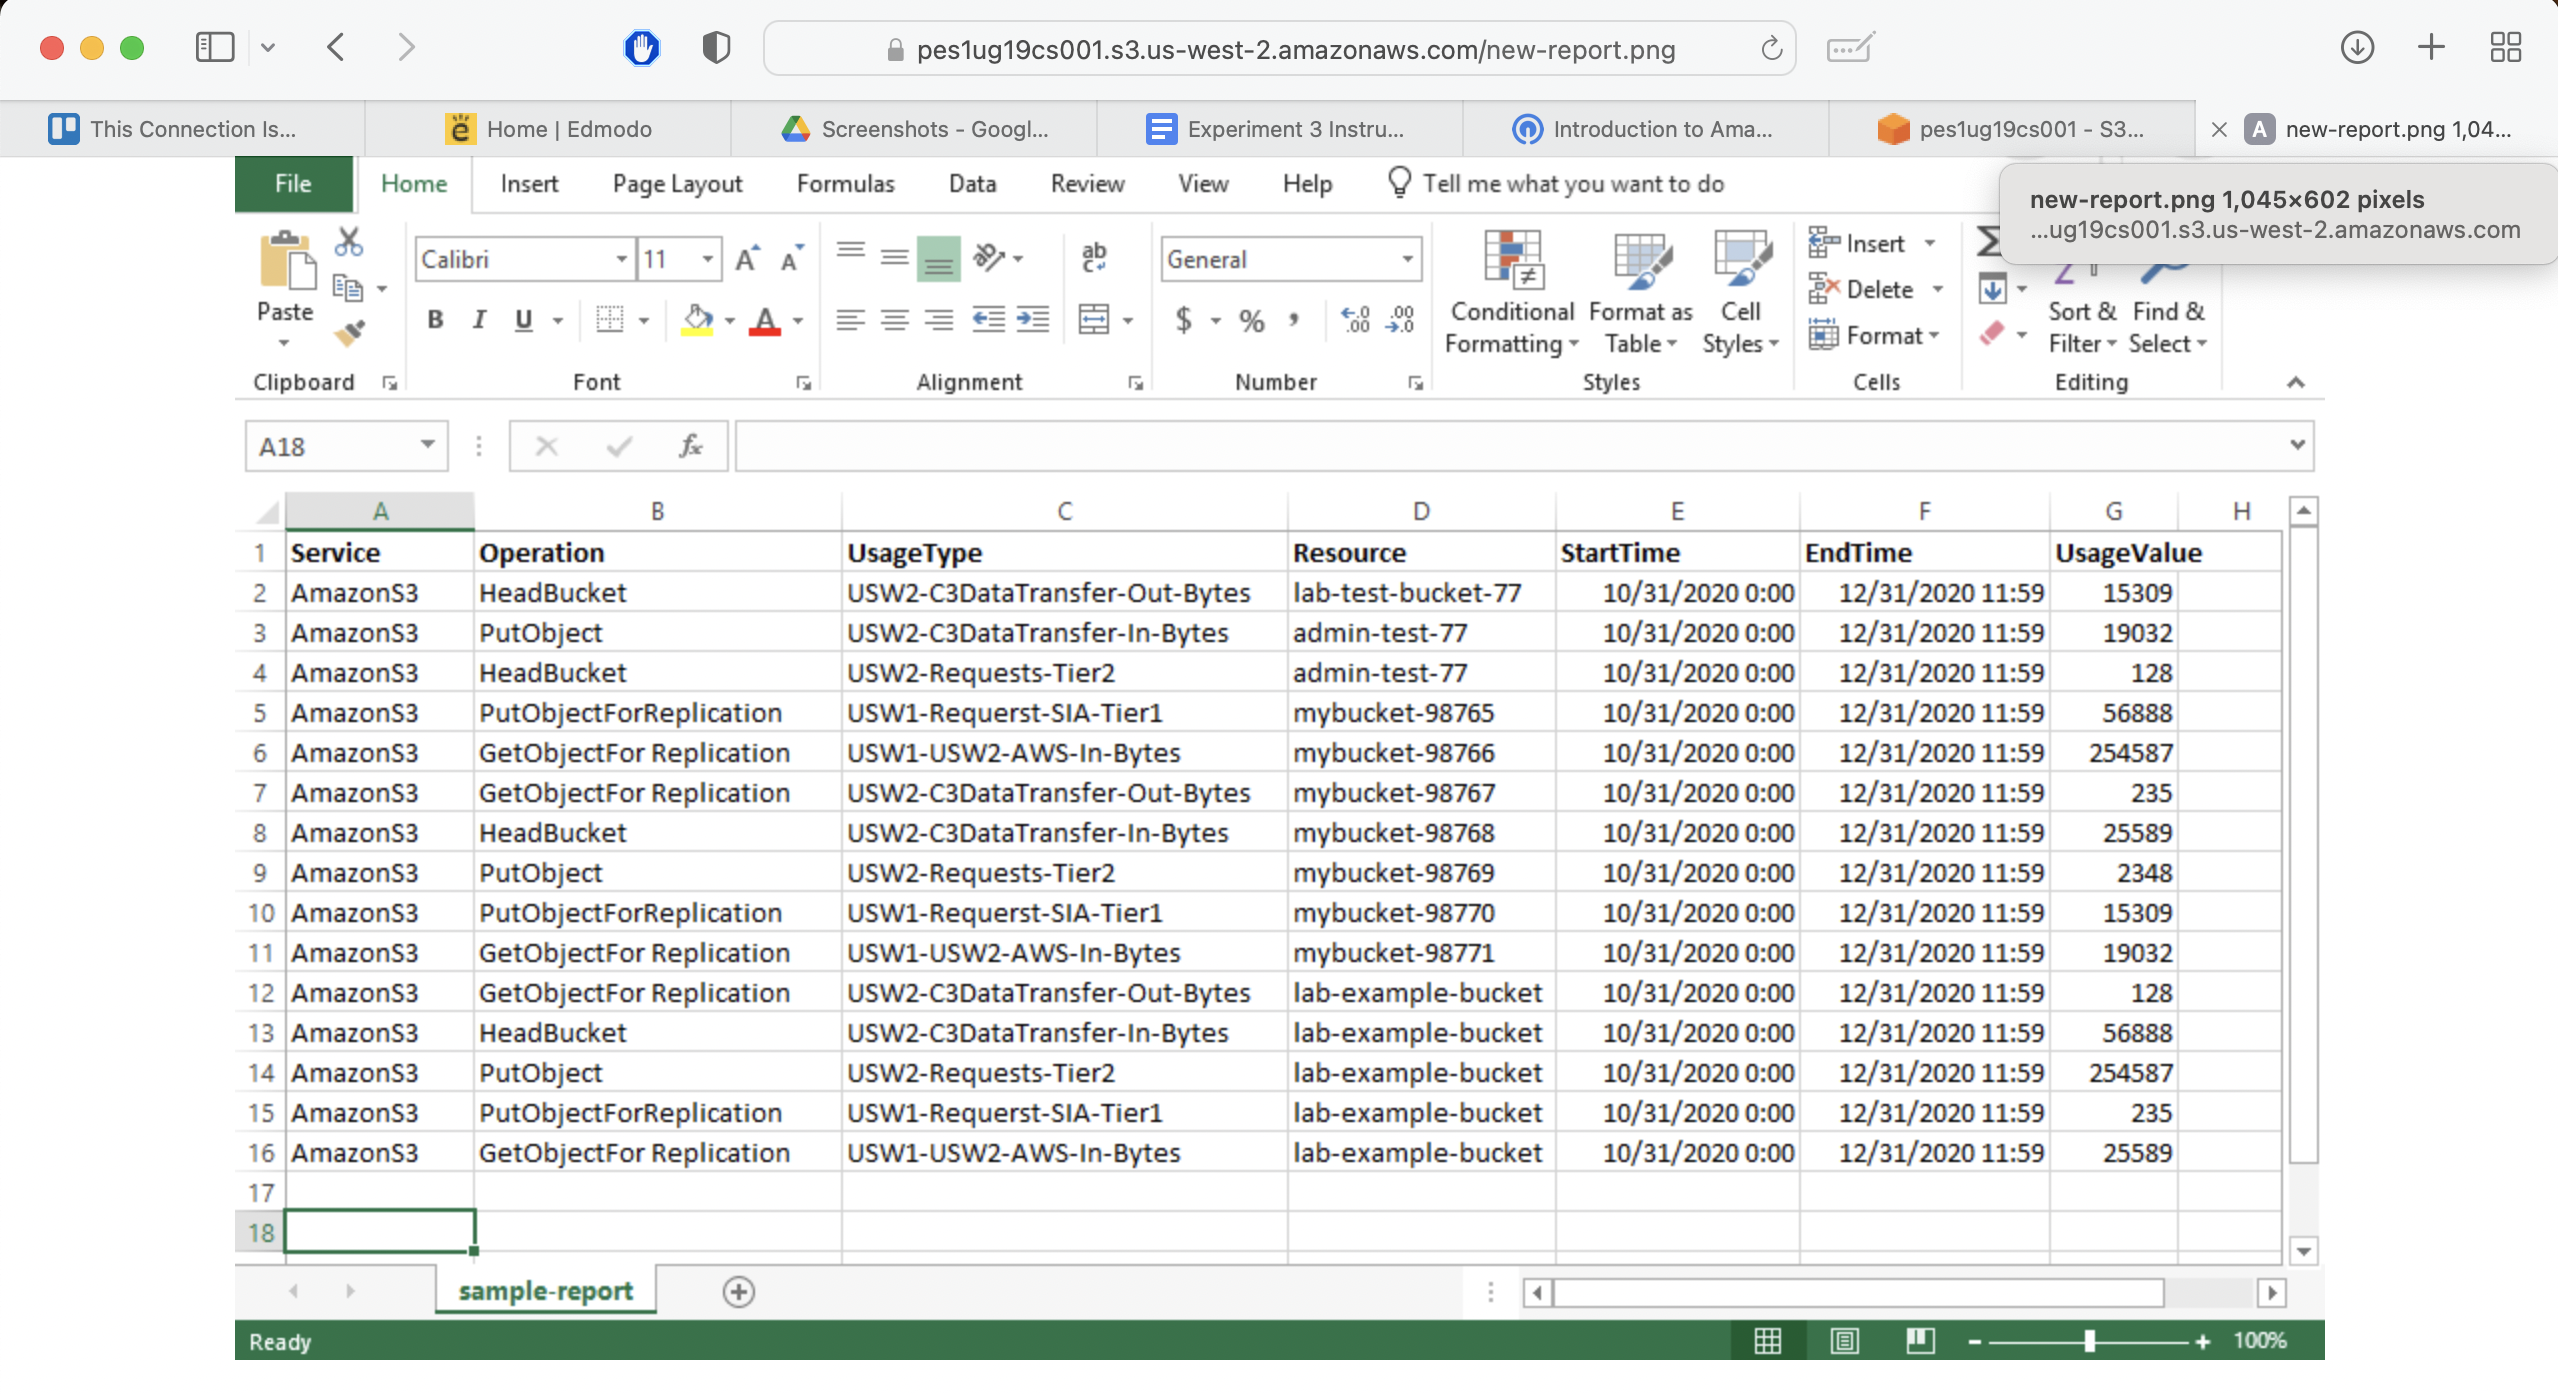 pes1ug19cs001.s3.us-west-2.amazonaws.com/new-report.png
This Connection Is... Home | Edmodo Screenshots - Googl... Experiment 3 Instru... Introduction to Ama... pes1ug19cs001 - S3... A new-report.png 1,04...
File Home Insert Page Layout Formulas Data Review View Help Tell me what you want to do
new-report.png 1,045×602 pixels
...ug19cs001.s3.us-west-2.amazonaws.com
Calibri 11 General
Paste
B I U $ % ,
Conditional Formatting Format as Table Cell Styles
Insert
Delete
Format
Sort & Filter Find & Select
Clipboard Font Alignment Number Styles Cells Editing
A18 fx
A B C D E F G H
1 Service Operation UsageType Resource StartTime EndTime UsageValue
2 AmazonS3 HeadBucket USW2-C3DataTransfer-Out-Bytes lab-test-bucket-77 10/31/2020 0:00 12/31/2020 11:59 15309
3 AmazonS3 PutObject USW2-C3DataTransfer-In-Bytes admin-test-77 10/31/2020 0:00 12/31/2020 11:59 19032
4 AmazonS3 HeadBucket USW2-Requests-Tier2 admin-test-77 10/31/2020 0:00 12/31/2020 11:59 128
5 AmazonS3 PutObjectForReplication USW1-Requerst-SIA-Tier1 mybucket-98765 10/31/2020 0:00 12/31/2020 11:59 56888
6 AmazonS3 GetObjectFor Replication USW1-USW2-AWS-In-Bytes mybucket-98766 10/31/2020 0:00 12/31/2020 11:59 254587
7 AmazonS3 GetObjectFor Replication USW2-C3DataTransfer-Out-Bytes mybucket-98767 10/31/2020 0:00 12/31/2020 11:59 235
8 AmazonS3 HeadBucket USW2-C3DataTransfer-In-Bytes mybucket-98768 10/31/2020 0:00 12/31/2020 11:59 25589
9 AmazonS3 PutObject USW2-Requests-Tier2 mybucket-98769 10/31/2020 0:00 12/31/2020 11:59 2348
10 AmazonS3 PutObjectForReplication USW1-Requerst-SIA-Tier1 mybucket-98770 10/31/2020 0:00 12/31/2020 11:59 15309
11 AmazonS3 GetObjectFor Replication USW1-USW2-AWS-In-Bytes mybucket-98771 10/31/2020 0:00 12/31/2020 11:59 19032
12 AmazonS3 GetObjectFor Replication USW2-C3DataTransfer-Out-Bytes lab-example-bucket 10/31/2020 0:00 12/31/2020 11:59 128
13 AmazonS3 HeadBucket USW2-C3DataTransfer-In-Bytes lab-example-bucket 10/31/2020 0:00 12/31/2020 11:59 56888
14 AmazonS3 PutObject USW2-Requests-Tier2 lab-example-bucket 10/31/2020 0:00 12/31/2020 11:59 254587
15 AmazonS3 PutObjectForReplication USW1-Requerst-SIA-Tier1 lab-example-bucket 10/31/2020 0:00 12/31/2020 11:59 235
16 AmazonS3 GetObjectFor Replication USW1-USW2-AWS-In-Bytes lab-example-bucket 10/31/2020 0:00 12/31/2020 11:59 25589
17
18
sample-report
Ready 100%